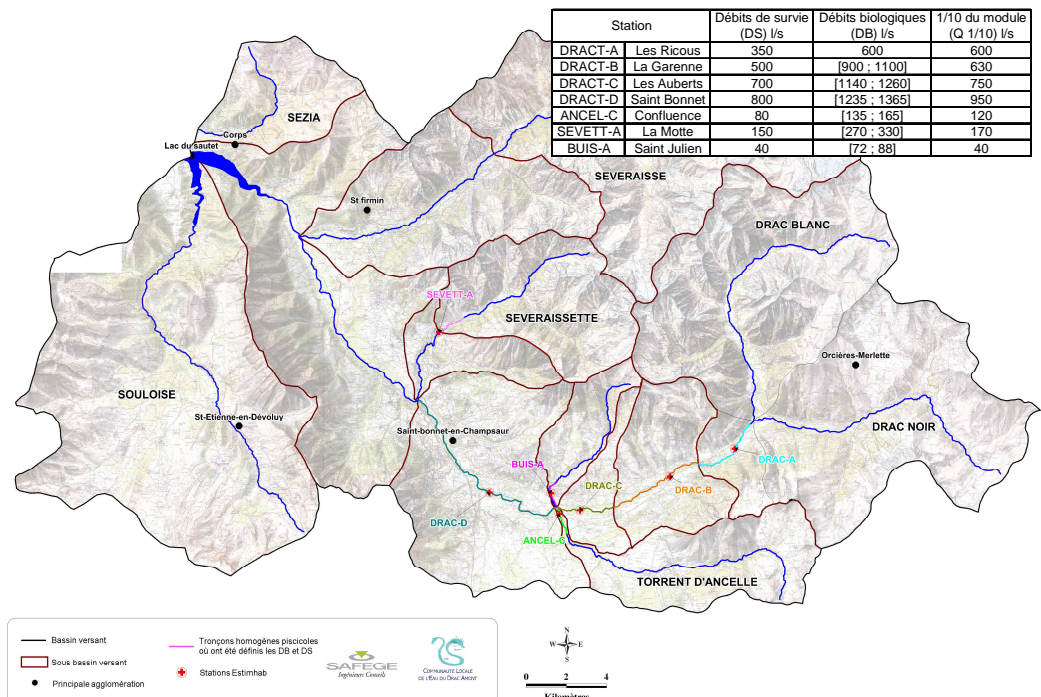 Station | Débits de survie (DS) l/s | Débits biologiques (DB) l/s | 1/10 du module (Q 1/10) l/s
DRACT-A | Les Ricous | 350 | 600 | 600
DRACT-B | La Garenne | 500 | [900 ; 1100] | 630
DRACT-C | Les Auberts | 700 | [1140 ; 1260] | 750
DRACT-D | Saint Bonnet | 800 | [1235 ; 1365] | 950
ANCEL-C | Confluence | 80 | [135 ; 165] | 120
SEVETT-A | La Motte | 150 | [270 ; 330] | 170
BUIS-A | Saint Julien | 40 | [72 ; 88] | 40
SEZIA
Corps
Lac du sautet
SEVERAISSE
St firmin
DRAC BLANC
SEVETT-A
SEVERAISSETTE
Orcières-Merlette
SOULOISE
St-Etienne-en-Dévoluy
Saint-bonnet-en-Champsaur
DRAC NOIR
BUIS-A
DRAC-A
DRAC-C
DRAC-B
DRAC-D
ANCEL-C
TORRENT D'ANCELLE
Bassin versant
Sous bassin versant
Principale agglomération
Tronçons homogènes piscicoles
où ont été définis les DB et DS
Stations Estimhab
SAFEGE
Ingénieurs Conseils
COMMUNAUTE LOCALE
DE L'EAU DU DRAC AMONT
N
W E
S
0 2 4
Kilomètres